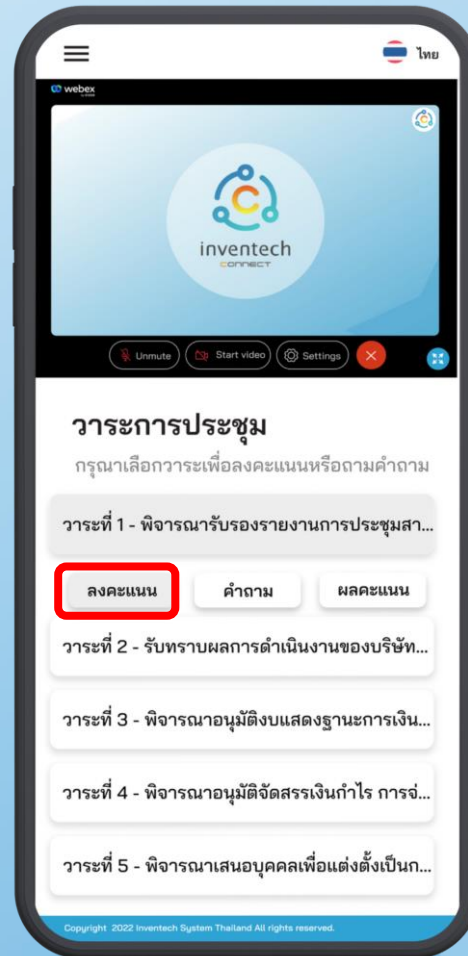 ไทย
webex
inventech
CONNECT
Unmute
Start video
Settings
วาระการประชุม
กรุณาเลือกวาระเพื่อลงคะแนนหรือถามคำถาม
วาระที่ 1 - พิจารณารับรองรายงานการประชุมสา...
ลงคะแนน คำถาม ผลคะแนน
วาระที่ 2 - รับทราบผลการดำเนินงานของบริษัท...
วาระที่ 3 - พิจารณาอนุมัติงบแสดงฐานะการเงิน...
วาระที่ 4 - พิจารณาอนุมัติจัดสรรเงินกำไร การจ่...
วาระที่ 5 - พิจารณาเสนอบุคคลเพื่อแต่งตั้งเป็นก...
Copyright 2022 Inventech System Thailand All rights reserved.